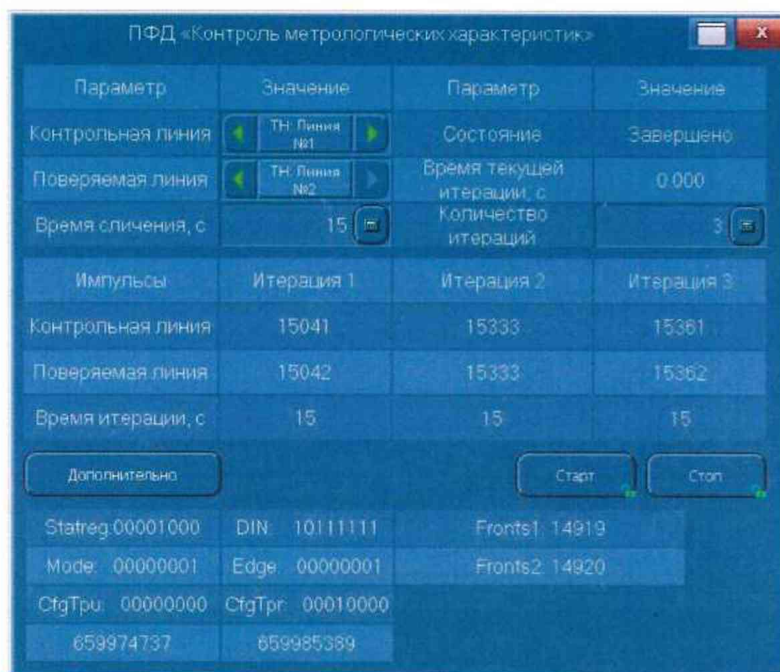 ПФД «Контроль метрологических характеристик»
Параметр Значение Параметр Значение
Контрольная линия ТН: Линия №1 Состояние Завершено
Поверяемая линия ТН: Линия №2 Время текущей итерации, с 0.000
Время сличения, с 15 Количество итераций 3
Импульсы Итерация 1 Итерация 2 Итерация 3
Контрольная линия 15041 15333 15361
Поверяемая линия 15042 15333 15362
Время итерации, с 15 15 15
Дополнительно Старт Стоп
Statreg:00001000 DIN: 10111111 Fronts1: 14919
Mode: 00000001 Edge: 00000001 Fronts2: 14920
CfgTpu: 00000000 CfgTpr: 00010000
659974737 659985389